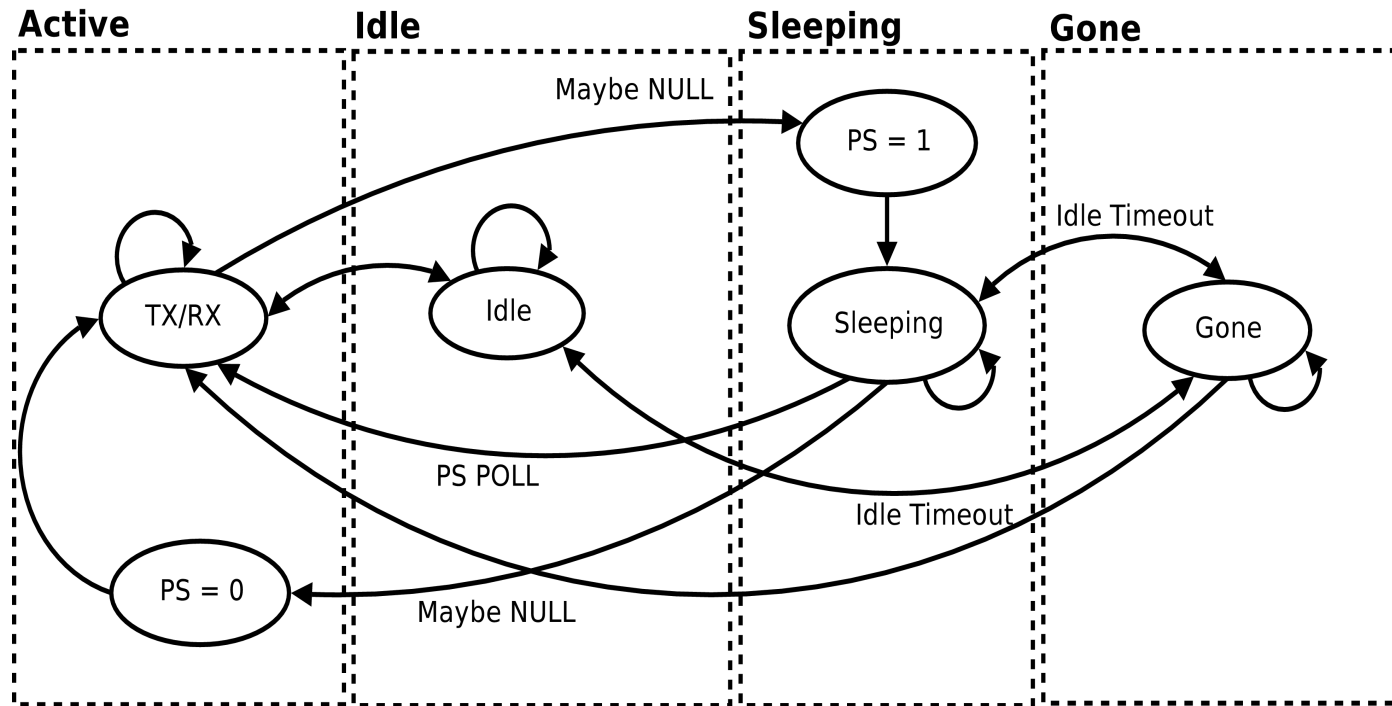 Active
Idle
Sleeping
Gone
Maybe NULL
PS = 1
Idle Timeout
TX/RX
Idle
Sleeping
Gone
PS POLL
Idle Timeout
PS = 0
Maybe NULL